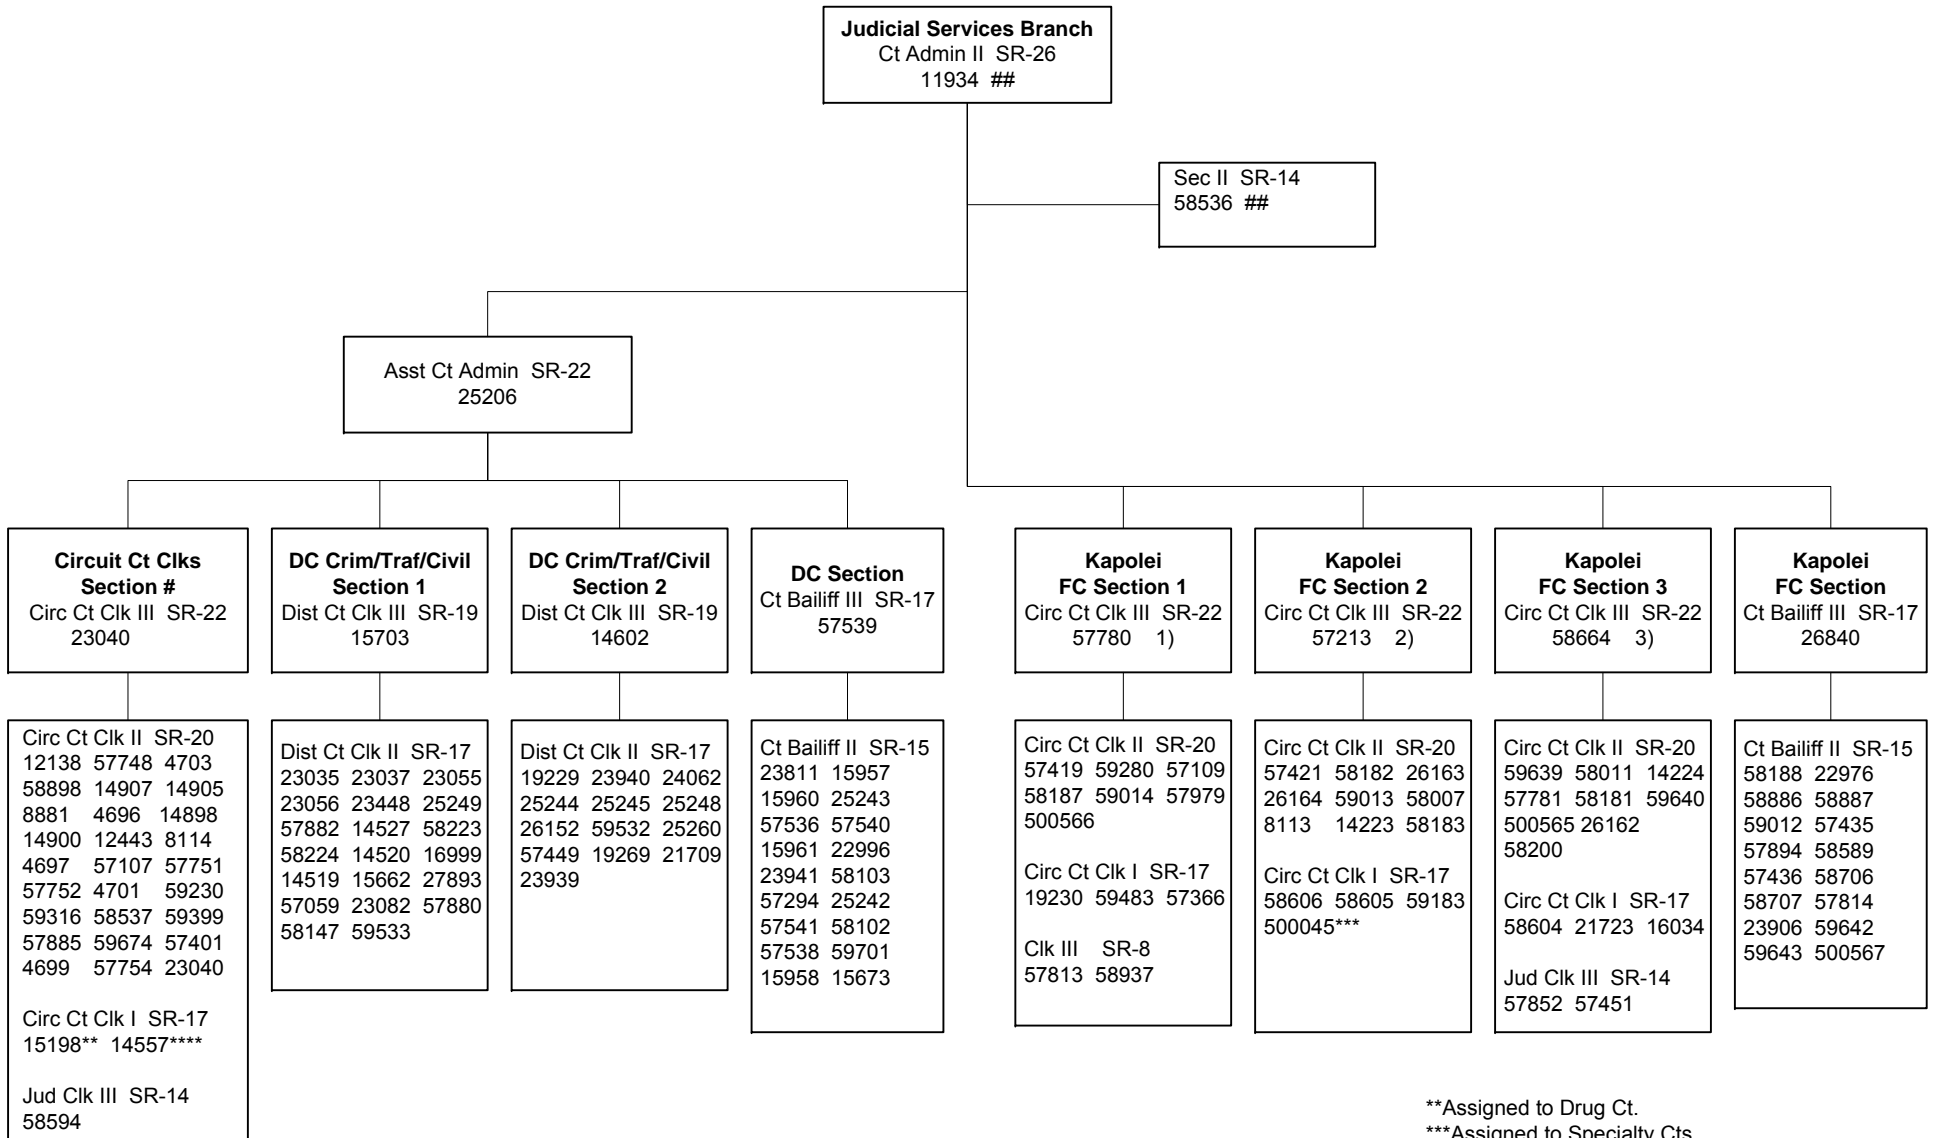 Judicial Services Branch
Ct Admin II SR-26
11934 ##
Sec II SR-14
58536 ##
Asst Ct Admin SR-22
25206
Circuit Ct Clks
Section #
Circ Ct Clk III SR-22
23040
DC Crim/Traf/Civil
Section 1
Dist Ct Clk III SR-19
15703
DC Crim/Traf/Civil
Section 2
Dist Ct Clk III SR-19
14602
DC Section
Ct Bailiff III SR-17
57539
Kapolei
FC Section 1
Circ Ct Clk III SR-22
57780 1)
Kapolei
FC Section 2
Circ Ct Clk III SR-22
57213 2)
Kapolei
FC Section 3
Circ Ct Clk III SR-22
58664 3)
Kapolei
FC Section
Ct Bailiff III SR-17
26840
Circ Ct Clk II SR-20
12138 57748 4703
58898 14907 14905
8881 4696 14898
14900 12443 8114
4697 57107 57751
57752 4701 59230
59316 58537 59399
57885 59674 57401
4699 57754 23040
Circ Ct Clk I SR-17
15198** 14557****
Jud Clk III SR-14
58594
Dist Ct Clk II SR-17
23035 23037 23055
23056 23448 25249
57882 14527 58223
58224 14520 16999
14519 15662 27893
57059 23082 57880
58147 59533
Dist Ct Clk II SR-17
19229 23940 24062
25244 25245 25248
26152 59532 25260
57449 19269 21709
23939
Ct Bailiff II SR-15
23811 15957
15960 25243
57536 57540
15961 22996
23941 58103
57294 25242
57541 58102
57538 59701
15958 15673
Circ Ct Clk II SR-20
57419 59280 57109
58187 59014 57979
500566
Circ Ct Clk I SR-17
19230 59483 57366
Clk III SR-8
57813 58937
Circ Ct Clk II SR-20
57421 58182 26163
26164 59013 58007
8113 14223 58183
Circ Ct Clk I SR-17
58606 58605 59183
500045***
Circ Ct Clk II SR-20
59639 58011 14224
57781 58181 59640
500565 26162
58200
Circ Ct Clk I SR-17
58604 21723 16034
Jud Clk III SR-14
57852 57451
Ct Bailiff II SR-15
58188 22976
58886 58887
59012 57435
57894 58589
57436 58706
58707 57814
23906 59642
59643 500567
**Assigned to Drug Ct.
***Assigned to Specialty Cts